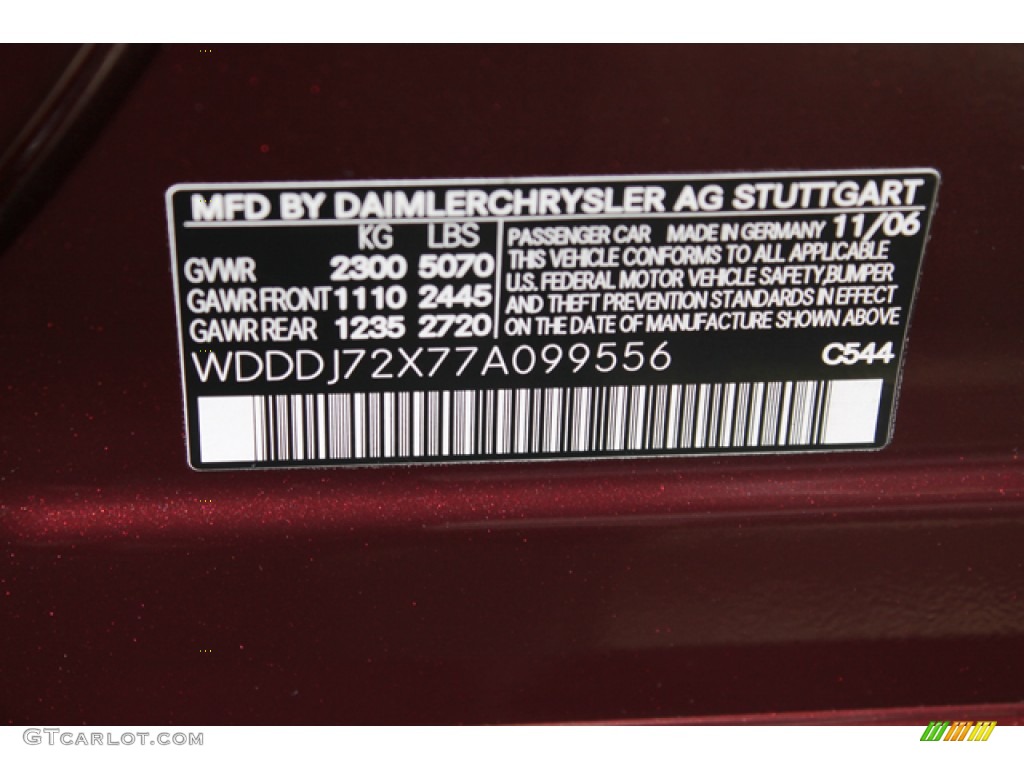 MFD BY DAIMLERCHRYSLER AG STUTTGART
KG LBS
GVWR 2300 5070
GAWR FRONT 1110 2445
GAWR REAR 1235 2720
PASSENGER CAR MADE IN GERMANY 11/06
THIS VEHICLE CONFORMS TO ALL APPLICABLE
U.S. FEDERAL MOTOR VEHICLE SAFETY,BUMPER
AND THEFT PREVENTION STANDARDS IN EFFECT
ON THE DATE OF MANUFACTURE SHOWN ABOVE
WDDDJ72X77A099556 C544
GTCARLOT.COM